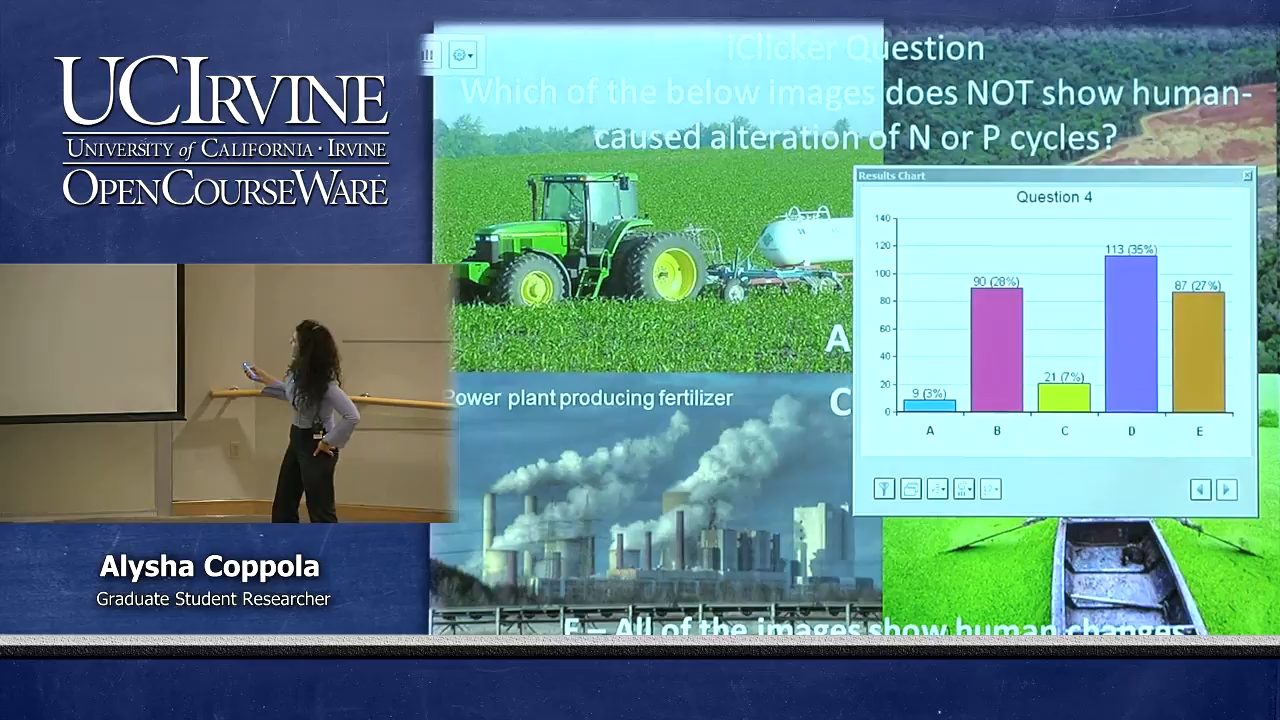 UCIRVINE
UNIVERSITY of CALIFORNIA · IRVINE
OPENCOURSEWARE
iClicker Question
Which of the below images does NOT show human-
caused alteration of N or P cycles?
A
Results Chart
Question 4
140
120
100
80
60
40
20
0
9 (3%)
90 (28%)
21 (7%)
113 (35%)
87 (27%)
A
B
C
D
E
Power plant producing fertilizer
C
E – All of the images show human changes
Alysha Coppola
Graduate Student Researcher